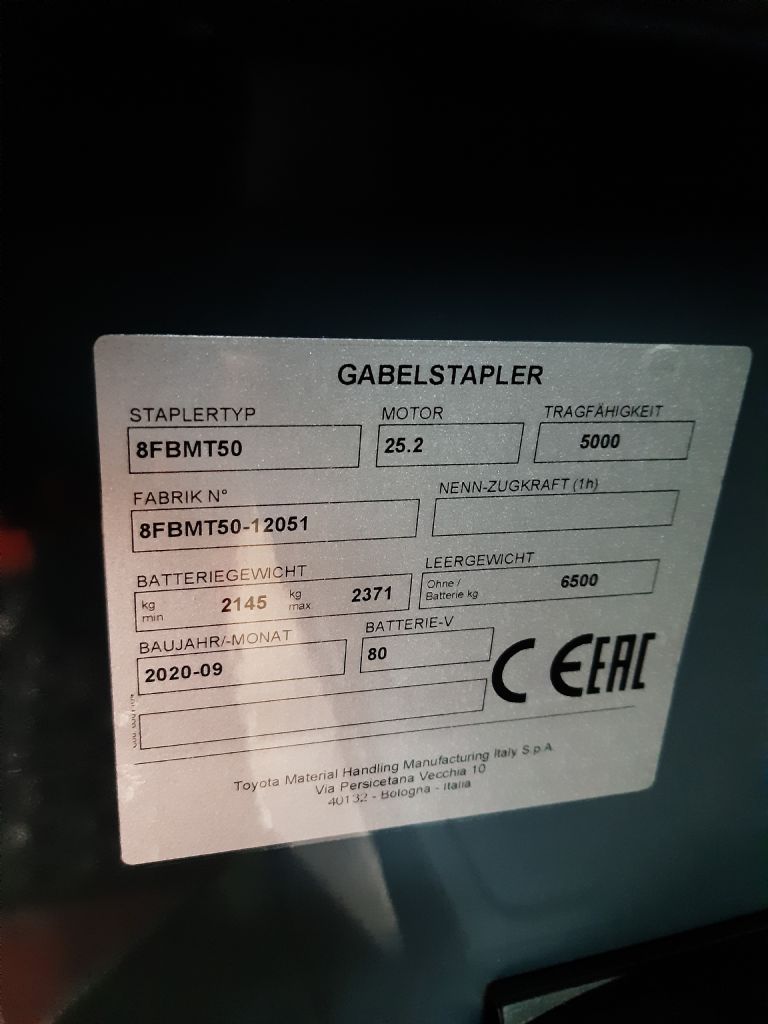 GABELSTAPLER
STAPLERTYP MOTOR TRAGFÄHIGKEIT
8FBMT50 25.2 5000
FABRIK N° NENN-ZUGKRAFT (1h)
8FBMT50-12051
BATTERIEGEWICHT LEERGEWICHT
kg min 2145 kg max 2371 Ohne / Batterie kg 6500
BAUJAHR/-MONAT BATTERIE-V
2020-09 80
CE EAC
Toyota Material Handling Manufacturing Italy S.p.A.
Via Persicetana Vecchia 10
40132 - Bologna - Italia